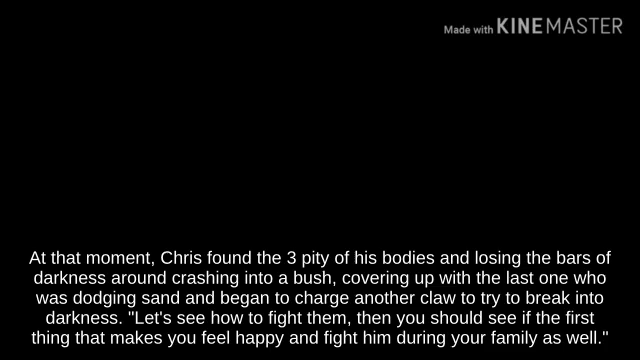 Made with KINEMASTER
At that moment, Chris found the 3 pity of his bodies and losing the bars of
darkness around crashing into a bush, covering up with the last one who
was dodging sand and began to charge another claw to try to break into
darkness. "Let's see how to fight them, then you should see if the first
thing that makes you feel happy and fight him during your family as well."